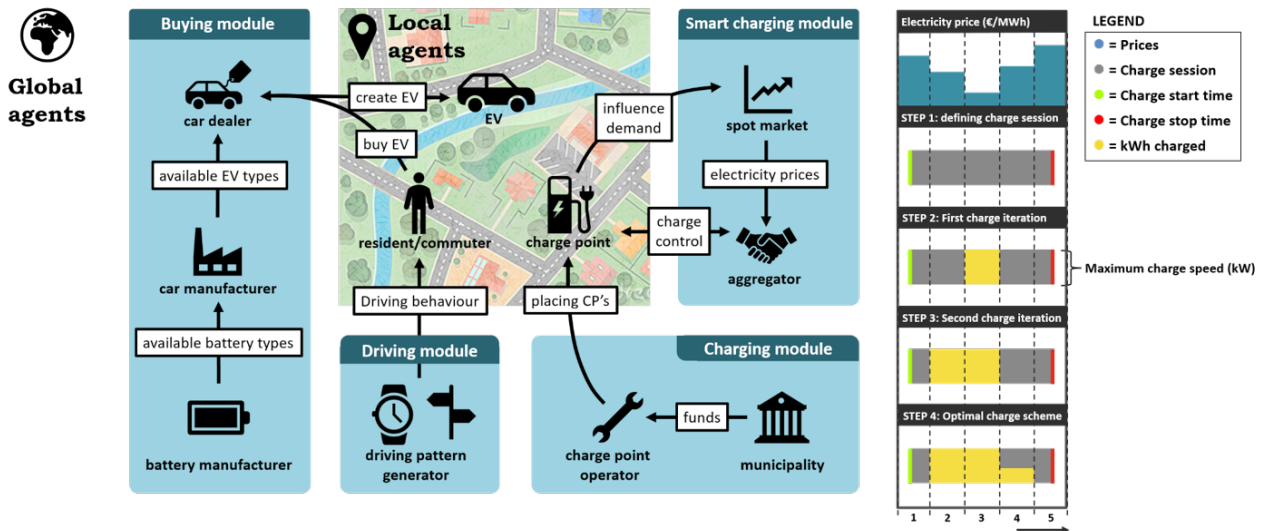 Global
agents
Buying module
car dealer
available EV types
car manufacturer
available battery types
battery manufacturer
Local
agents
create EV
EV
buy EV
influence
demand
resident/commuter
charge point
Driving behaviour
placing CP's
Smart charging module
spot market
electricity prices
charge
control
aggregator
Driving module
driving pattern
generator
Charging module
charge point
operator
funds
municipality
Electricity price (€/MWh)
STEP 1: defining charge session
STEP 2: First charge iteration
Maximum charge speed (kW)
STEP 3: Second charge iteration
STEP 4: Optimal charge scheme
1 2 3 4 5
LEGEND
= Prices
= Charge session
= Charge start time
= Charge stop time
= kWh charged